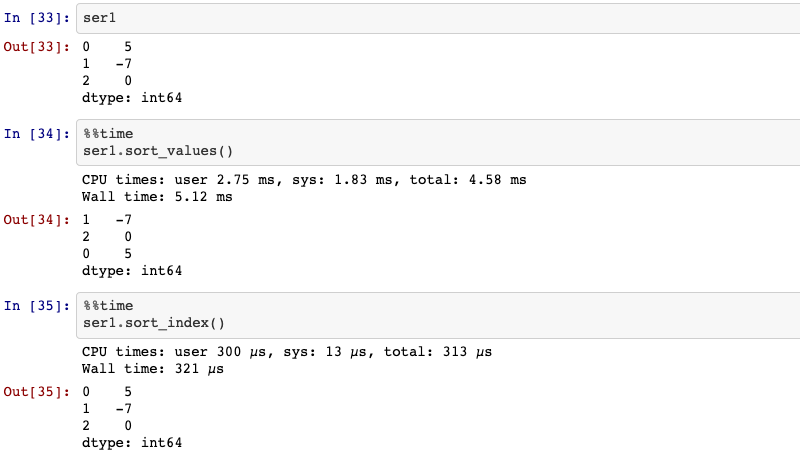 In [33]: ser1
Out[33]: 0    5
1   -7
2    0
dtype: int64
In [34]: %%time
ser1.sort_values()
CPU times: user 2.75 ms, sys: 1.83 ms, total: 4.58 ms
Wall time: 5.12 ms
Out[34]: 1   -7
2    0
0    5
dtype: int64
In [35]: %%time
ser1.sort_index()
CPU times: user 300 µs, sys: 13 µs, total: 313 µs
Wall time: 321 µs
Out[35]: 0    5
1   -7
2    0
dtype: int64